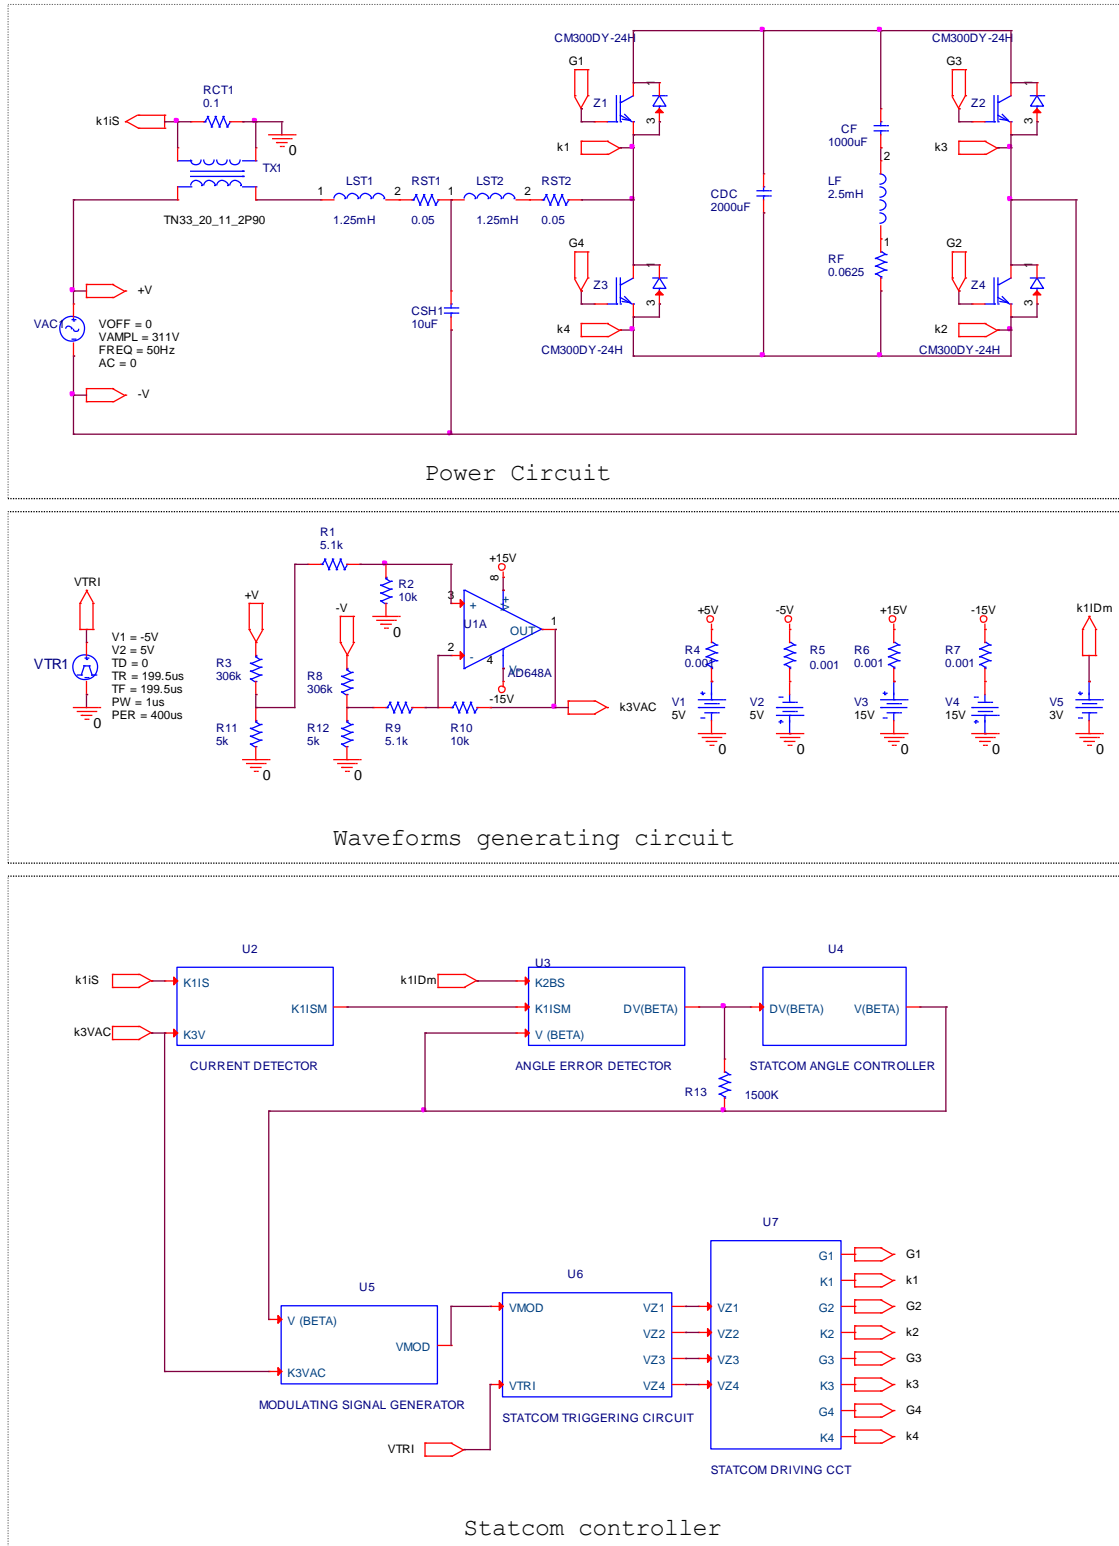 CM300DY-24H
CM300DY-24H
G1
G3
RCT1
0.1
k1iS
0
TX1
Z1
1
3
k1
Z2
1
3
k3
CF
1000uF
2
LF
2.5mH
1
RF
0.0625
CDC
2000uF
1
LST1
2
1.25mH
RST1
0.05
1
LST2
2
1.25mH
RST2
0.05
TN33_20_11_2P90
G4
Z3
1
3
k4
CM300DY-24H
G2
Z4
1
3
k2
CM300DY-24H
+V
VAC1
VOFF = 0
VAMPL = 311V
FREQ = 50Hz
AC = 0
-V
CSH1
10uF
Power Circuit
VTRI
VTR1
V1 = -5V
V2 = 5V
TD = 0
TR = 199.5us
TF = 199.5us
PW = 1us
PER = 400us
0
R1
5.1k
R2
10k
0
+V
R3
306k
R11
5k
0
-V
R8
306k
R12
5k
0
R9
5.1k
R10
10k
+15V
8
V+
3
+
U1A
OUT
1
2
-
4
V-
AD648A
-15V
k3VAC
+5V
R4
0.001
V1
5V
0
-5V
R5
0.001
V2
5V
0
+15V
R6
0.001
V3
15V
0
-15V
R7
0.001
V4
15V
0
k1IDm
V5
3V
0
Waveforms generating circuit
U2
k1iS
K1IS
K1ISM
k3VAC
K3V
CURRENT DETECTOR
U3
k1IDm
K2BS
K1ISM
V (BETA)
DV(BETA)
ANGLE ERROR DETECTOR
U4
DV(BETA)
V(BETA)
STATCOM ANGLE CONTROLLER
R13
1500K
U5
V (BETA)
VMOD
K3VAC
MODULATING SIGNAL GENERATOR
U6
VMOD
VZ1
VZ2
VZ3
VTRI
VZ4
STATCOM TRIGGERING CIRCUIT
VTRI
U7
VZ1
VZ2
VZ3
VZ4
G1
K1
G2
K2
G3
K3
G4
K4
G1
k1
G2
k2
G3
k3
G4
k4
STATCOM DRIVING CCT
Statcom controller